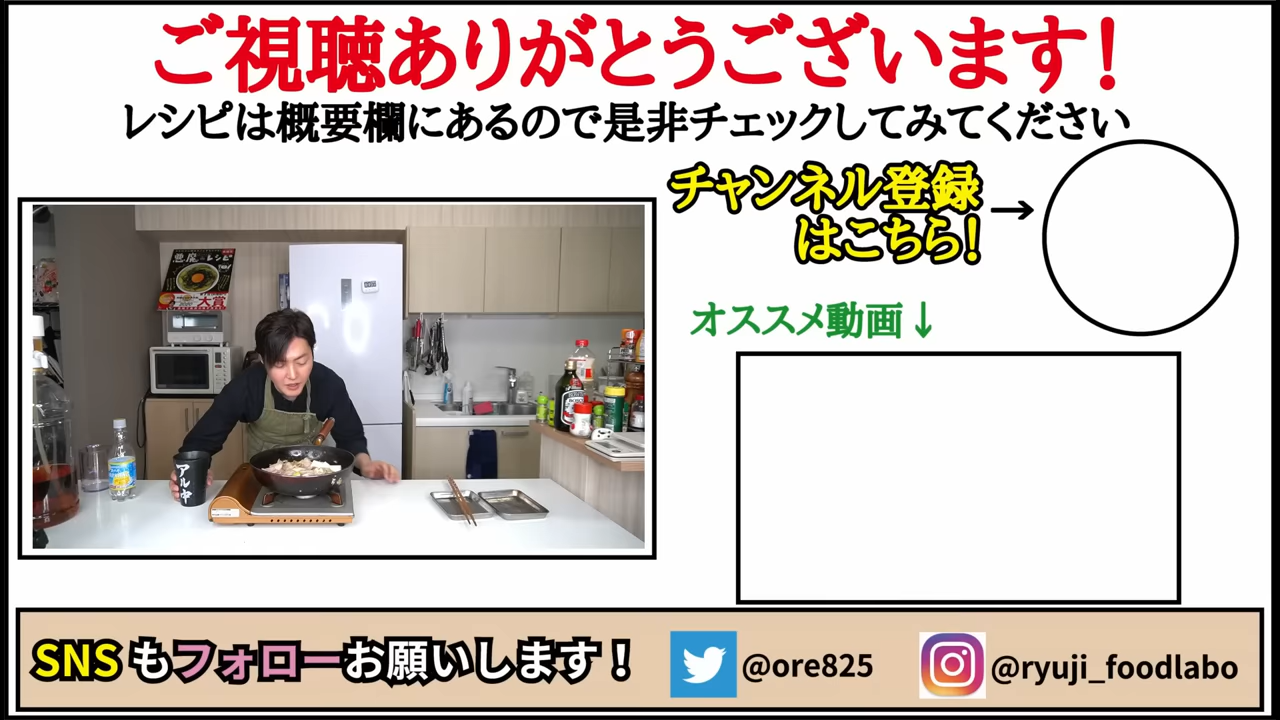 ご視聴ありがとうございます!
レシピは概要欄にあるので是非チェックしてみてください
チャンネル登録 →
はこちら!
オススメ動画↓
悪魔のレシピ
大賞
アル中
SNSもフォローお願いします!
@ore825
@ryuji_foodlabo